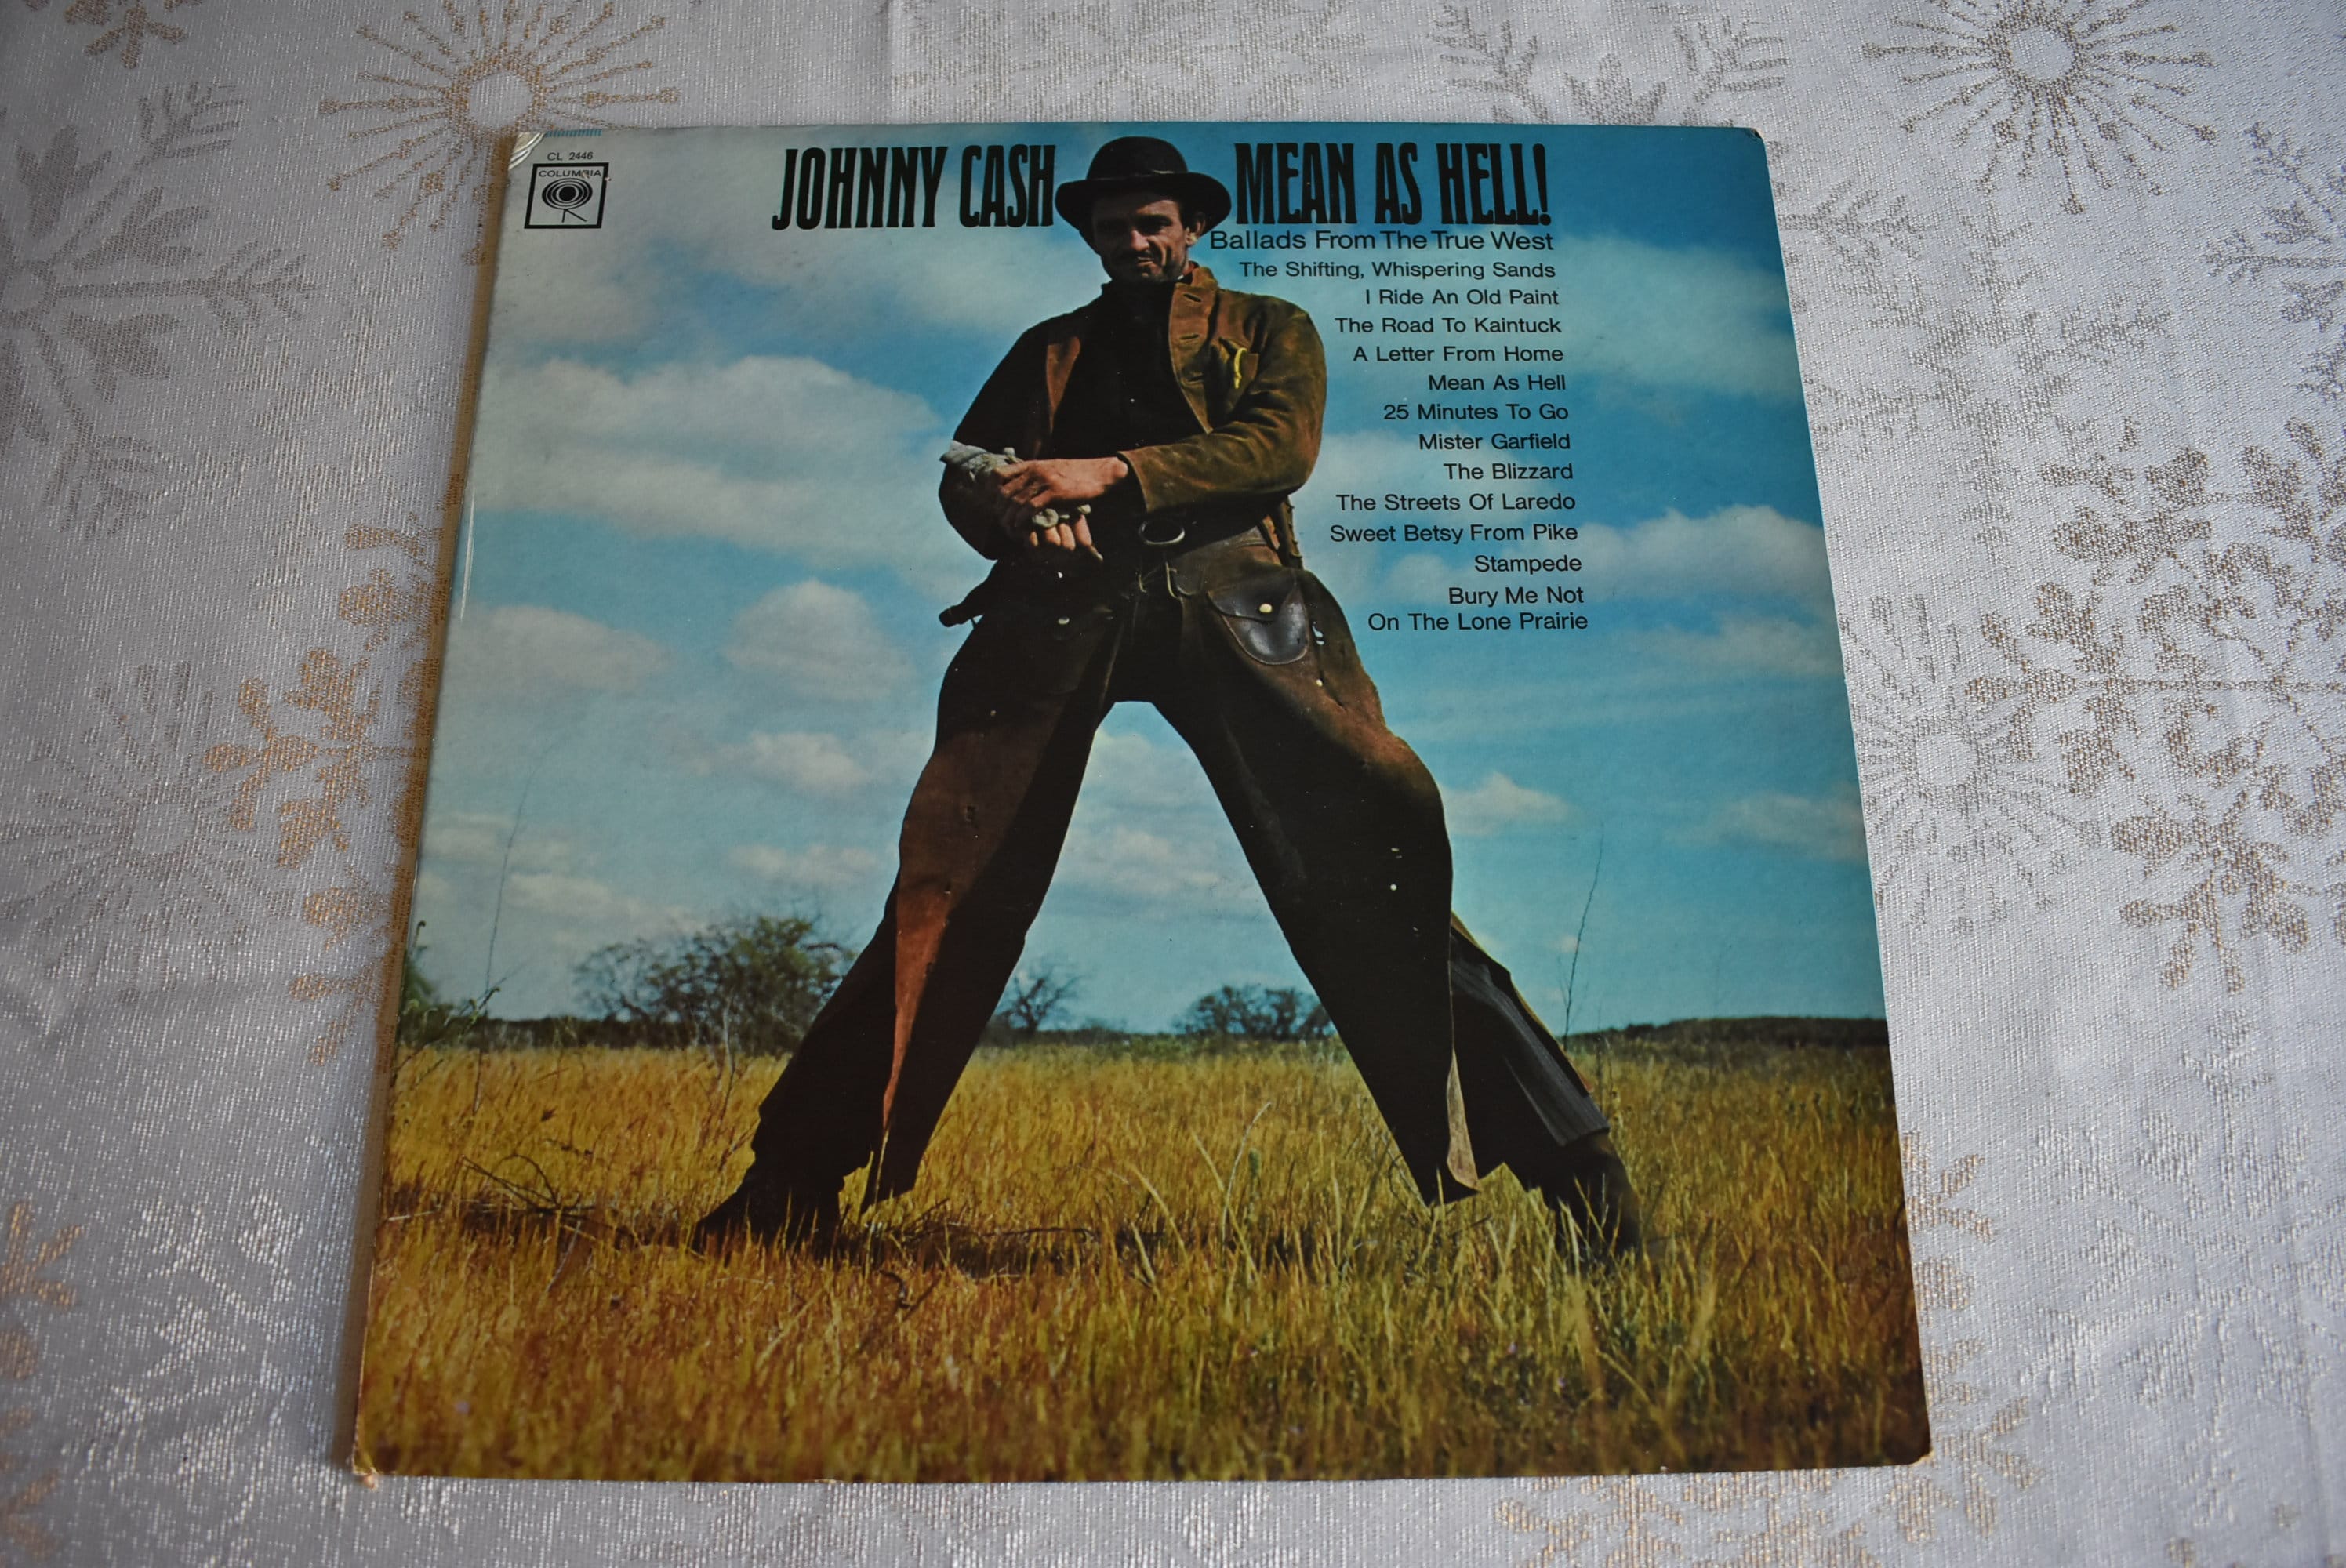 CL 2446
COLUMBIA
JOHNNY CASH MEAN AS HELL!
Ballads From The True West
The Shifting, Whispering Sands
I Ride An Old Paint
The Road To Kaintuck
A Letter From Home
Mean As Hell
25 Minutes To Go
Mister Garfield
The Blizzard
The Streets Of Laredo
Sweet Betsy From Pike
Stampede
Bury Me Not
On The Lone Prairie